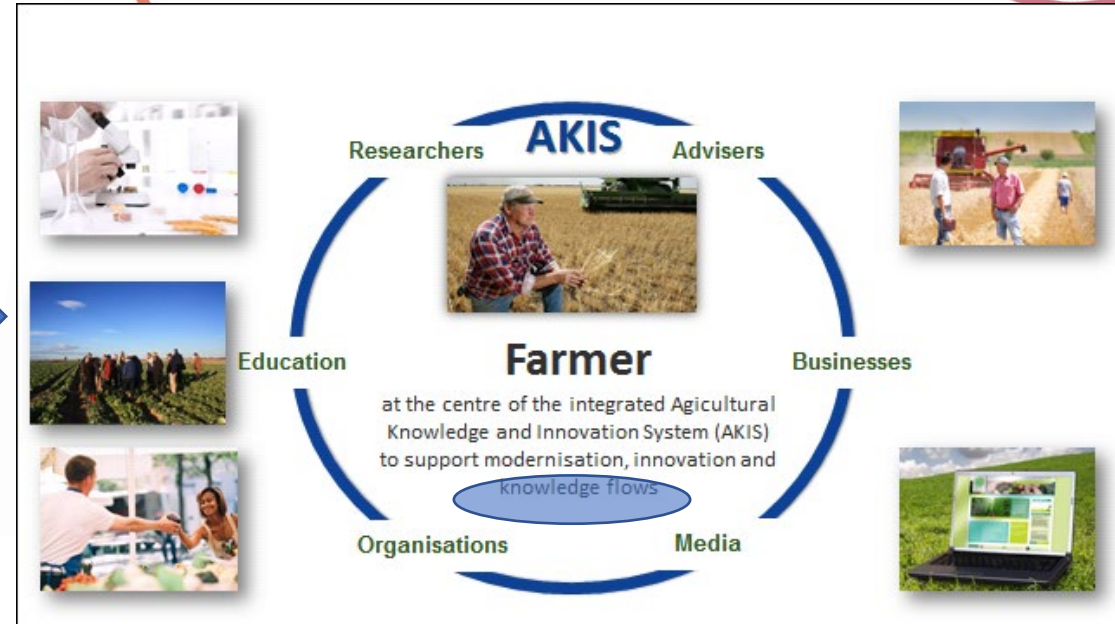 AKIS
Researchers
Advisers
Education
Farmer
Businesses
at the centre of the integrated Agicultural
Knowledge and Innovation System (AKIS)
to support modernisation, innovation and
knowledge flows
Organisations
Media